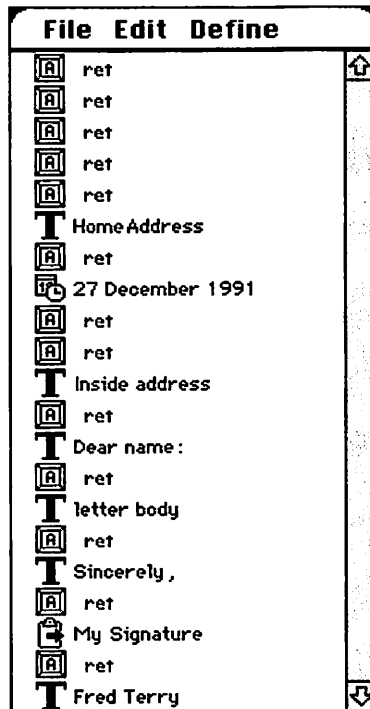 File Edit Define
A ret
A ret
A ret
A ret
A ret
T Home Address
A ret
27 December 1991
A ret
A ret
T Inside address
A ret
T Dear name:
A ret
T letter body
A ret
T Sincerely,
A ret
My Signature
A ret
T Fred Terry